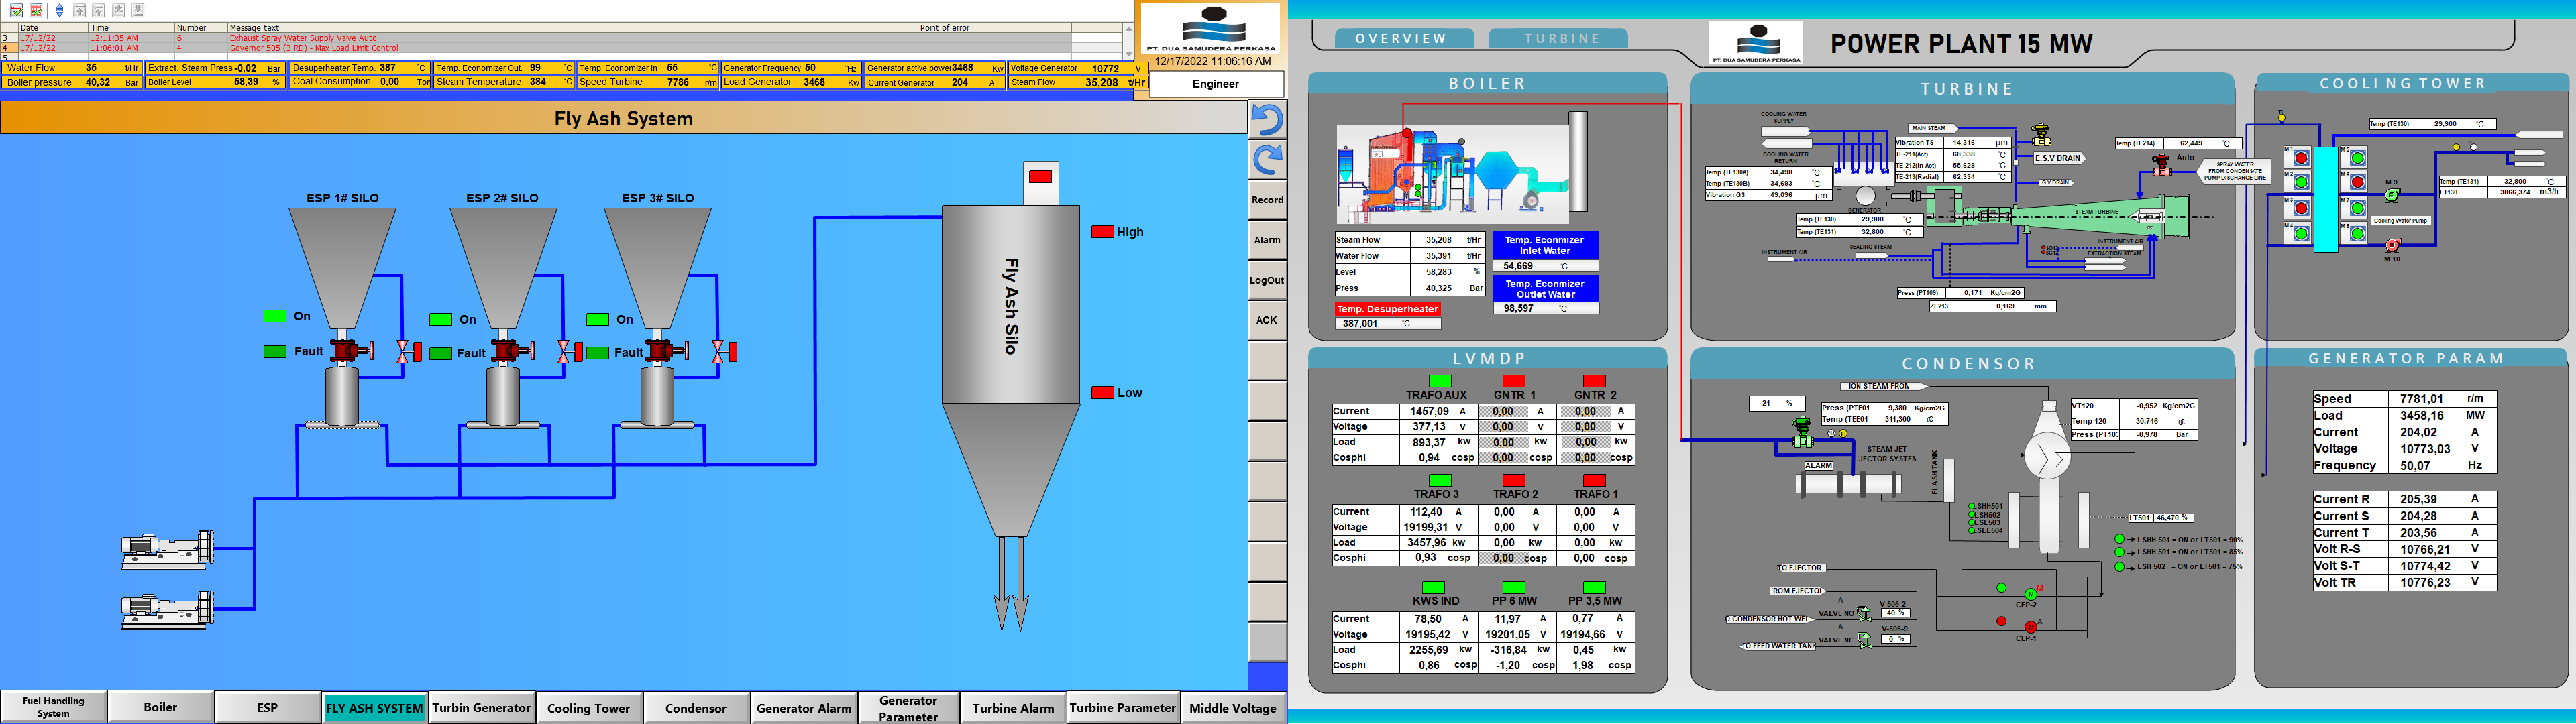 Date Time Number Message text Point of error
3 17/12/22 12:11:35 AM 6 Exhaust Spray Water Supply Valve Auto
4 17/12/22 11:06:01 AM 4 Governor 505 (3 RD) - Max Load Limit Control
5
PT. DUA SAMUDERA PERKASA
12/17/2022 11:06:16 AM
Engineer
Water Flow 35 t/Hr
Extract. Steam Press -0,02 Bar
Desuperheater Temp. 387 °C
Temp. Economizer Out. 99 °C
Temp. Economizer In 55 °C
Generator Frequency 50 Hz
Generator active power 3468 Kw
Voltage Generator 10772 V
Boiler pressure 40,32 Bar
Boiler Level 58,39 %
Coal Consumption 0,00 Ton
Steam Temperature 384 °C
Speed Turbine 7786 r/m
Load Generator 3468 Kw
Current Generator 204 A
Steam Flow 35,208 t/Hr
Fly Ash System
ESP 1# SILO
ESP 2# SILO
ESP 3# SILO
On
Fault
On
Fault
On
Fault
Fly Ash Silo
High
Low
Record
Alarm
LogOut
ACK
Fuel Handling
System
Boiler
ESP
FLY ASH SYSTEM
Turbin Generator
Cooling Tower
Condensor
Generator Alarm
Generator
Parameter
Turbine Alarm
Turbine Parameter
Middle Voltage
OVERVIEW
TURBINE
PT. DUA SAMUDERA PERKASA
POWER PLANT 15 MW
BOILER
Steam Flow 35,208 t/Hr
Water Flow 35,391 t/Hr
Level 58,283 %
Press 40,325 Bar
Temp. Econmizer
Inlet Water
54,669 °C
Temp. Econmizer
Outlet Water
98,597 °C
Temp. Desuperheater
387,001 °C
TURBINE
COOLING WATER
SUPPLY
COOLING WATER
RETURN
MAIN STEAM
Vibration TS 14,316 µm
TE-211(Act) 68,338 °C
TE-212(in-Act) 55,628 °C
TE-213(Radial) 62,334 °C
Temp (TE130A) 34,498 °C
Temp (TE130B) 34,693 °C
Vibration GS 49,096 µm
E.S.V DRAIN
G.V DRAIN
Temp (TE214) 62,449 °C
Auto
SPRAY WATER
FROM CONDENSATE
PUMP DISCHARGE LINE
GENERATOR
Temp (TE130) 29,900 °C
Temp (TE131) 32,800 °C
STEAM TURBINE
SEALING STEAM
INSTRUMENT AIR
INSTRUMENT AIR
EXTRACTION STEAM
Press (PT109) 0,171 Kg/cm2G
ZE213 0,169 mm
COOLING TOWER
Temp (TE130) 29,900 °C
M 1
M 2
M 3
M 4
M 5
M 6
M 7
M 8
M 9
Cooling Water Pump
M 10
Temp (TE131) 32,800 °C
FT130 3866,374 m3/h
LVMDP
TRAFO AUX GNTR 1 GNTR 2
Current 1457,09 A 0,00 A 0,00 A
Voltage 377,13 V 0,00 V 0,00 V
Load 893,37 kw 0,00 kw 0,00 kw
Cosphi 0,94 cosp 0,00 cosp 0,00 cosp
TRAFO 3 TRAFO 2 TRAFO 1
Current 112,40 A 0,00 A 0,00 A
Voltage 19199,31 V 0,00 V 0,00 V
Load 3457,96 kw 0,00 kw 0,00 kw
Cosphi 0,93 cosp 0,00 cosp 0,00 cosp
KWS IND PP 6 MW PP 3,5 MW
Current 78,50 A 11,97 A 0,77 A
Voltage 19195,42 V 19201,05 V 19194,66 V
Load 2255,69 kw -316,84 kw 0,45 kw
Cosphi 0,86 cosp -1,20 cosp 1,98 cosp
CONDENSOR
ION STEAM FROM
21 %
Press (PTE01 9,380 Kg/cm2G
Temp (TEE01 311,300 °C
VT120 -0,952 Kg/cm2G
Temp 120 30,746 °C
Press (PT103 -0,978 Bar
STEAM JET
JECTOR SYSTEM
ALARM
FLASH TANK
LSHH501
LSH502
LSL503
LSLL504
LT501 46,470 %
LSHH 501 = ON or LT501 = 90%
LSHH 501 = ON or LT501 = 85%
LSH 502 = ON or LT501 = 75%
TO EJECTOR
ROM EJECTOR
O CONDENSOR HOT WEL
TO FEED WATER TANK
A
VALVE NO
V-506-2
40 %
A
VALVE NC
V-506-9
0 %
M
CEP-2
A
CEP-1
GENERATOR PARAM
Speed 7781,01 r/m
Load 3458,16 MW
Current 204,02 A
Voltage 10773,03 V
Frequency 50,07 Hz
Current R 205,39 A
Current S 204,28 A
Current T 203,56 A
Volt R-S 10766,21 V
Volt S-T 10774,42 V
Volt TR 10776,23 V